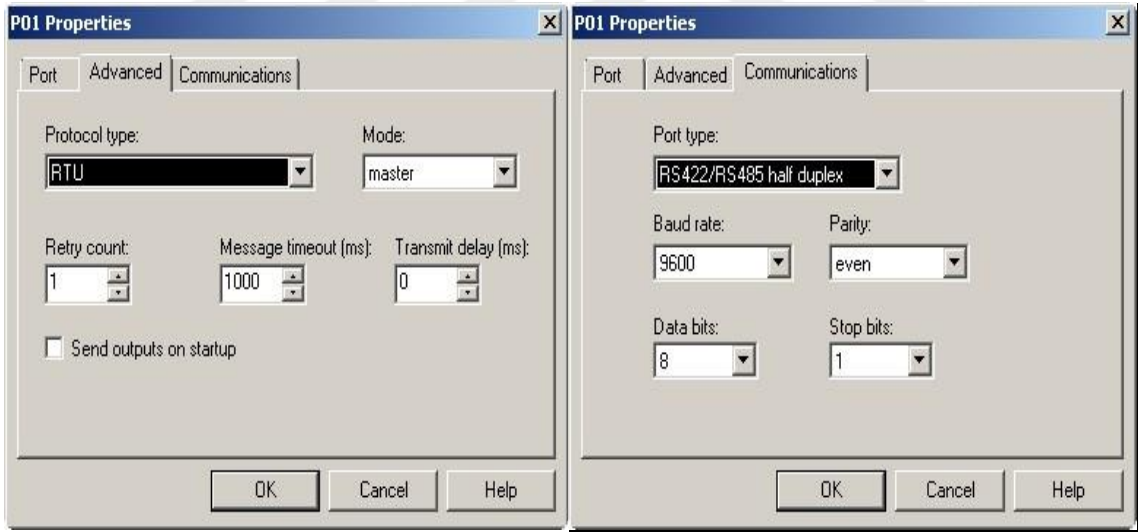 P01 Properties
Port Advanced Communications
Protocol type: Mode:
RTU master
Retry count: Message timeout (ms): Transmit delay (ms):
1 1000 0
Send outputs on startup
OK Cancel Help
P01 Properties
Port Advanced Communications
Port type:
RS422/RS485 half duplex
Baud rate: Parity:
9600 even
Data bits: Stop bits:
8 1
OK Cancel Help